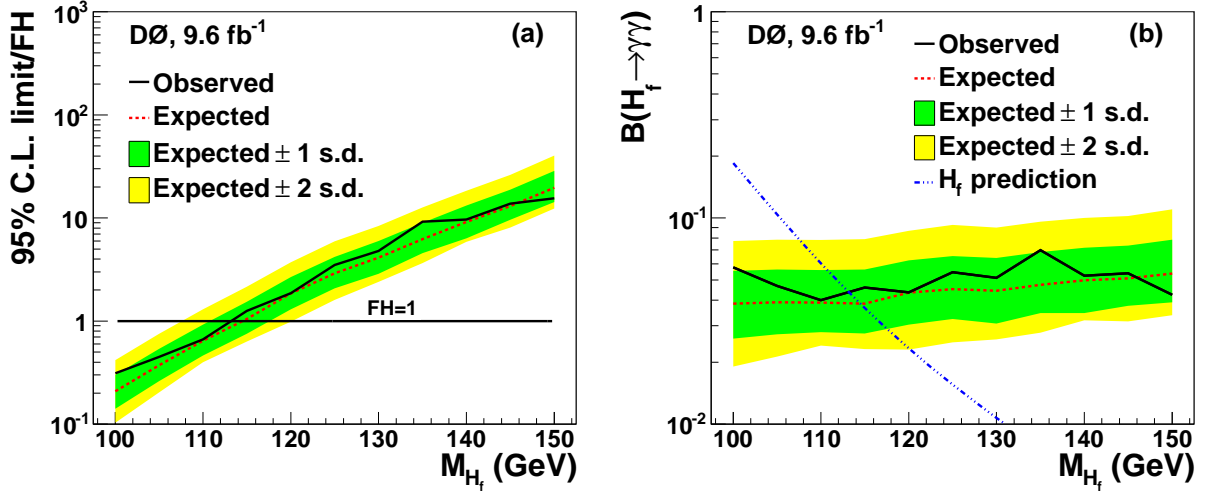 95% C.L. limit/FH
10³
10²
10
1
10⁻¹
DØ, 9.6 fb⁻¹
(a)
Observed
Expected
Expected ± 1 s.d.
Expected ± 2 s.d.
FH=1
100 110 120 130 140 150
M_{H_f} (GeV)
B(H_f→γγ)
1
10⁻¹
10⁻²
DØ, 9.6 fb⁻¹
(b)
Observed
Expected
Expected ± 1 s.d.
Expected ± 2 s.d.
H_f prediction
100 110 120 130 140 150
M_{H_f} (GeV)